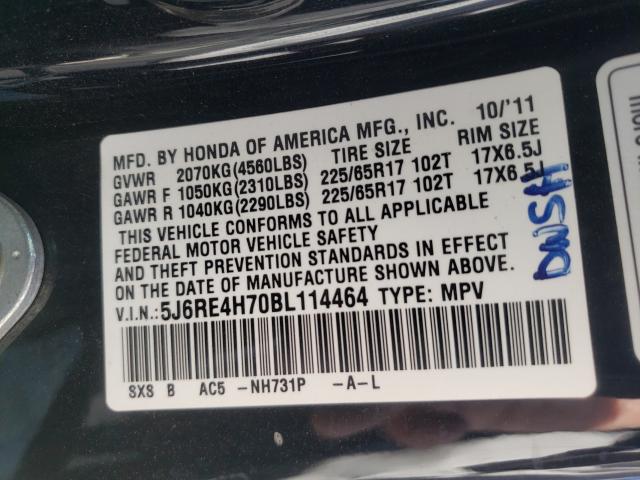 MFD. BY HONDA OF AMERICA MFG., INC. 10/'11
GVWR 2070KG(4560LBS) TIRE SIZE RIM SIZE
GAWR F 1050KG(2310LBS) 225/65R17 102T 17X6.5J
GAWR R 1040KG(2290LBS) 225/65R17 102T 17X6.5J
THIS VEHICLE CONFORMS TO ALL APPLICABLE
FEDERAL MOTOR VEHICLE SAFETY
AND THEFT PREVENTION STANDARDS IN EFFECT
ON DATE OF MANUFACTURE SHOWN ABOVE.
V.I.N.:5J6RE4H70BL114464 TYPE: MPV
SXS B AC5 -NH731P -A-L